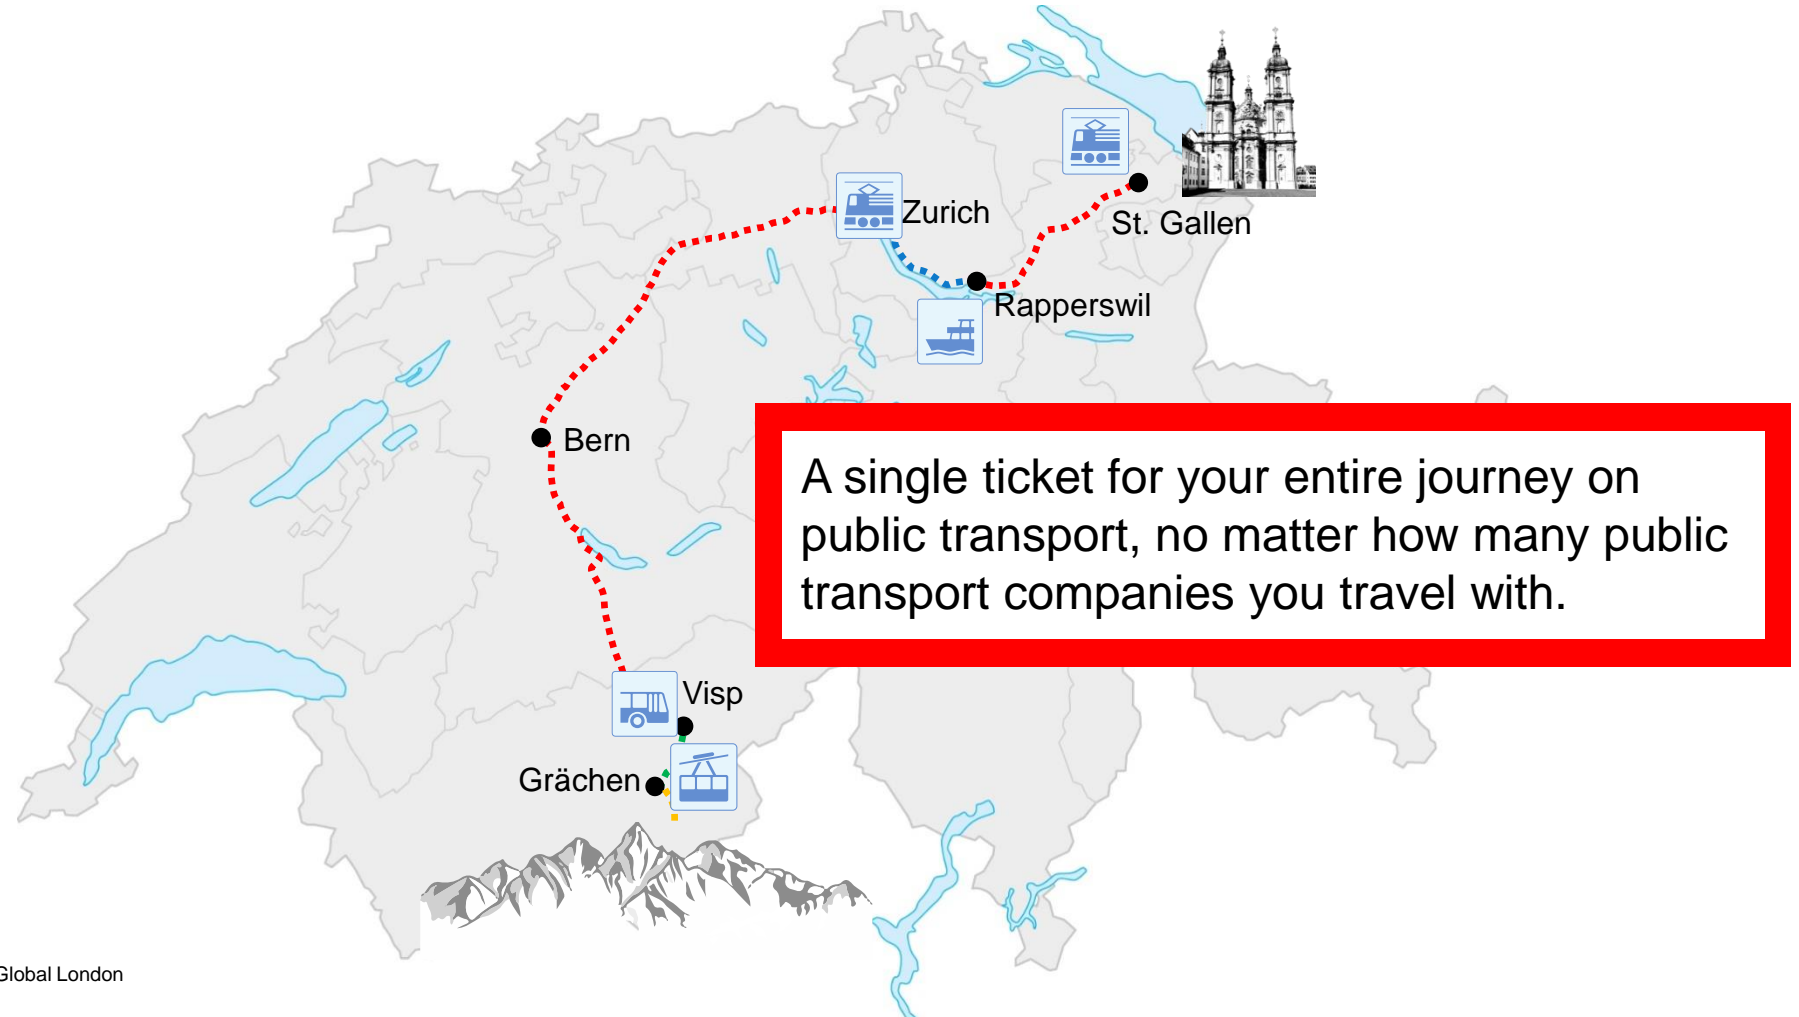 Zurich
St. Gallen
Rapperswil
Bern
A single ticket for your entire journey on
public transport, no matter how many public
transport companies you travel with.
Visp
Grächen
Global London